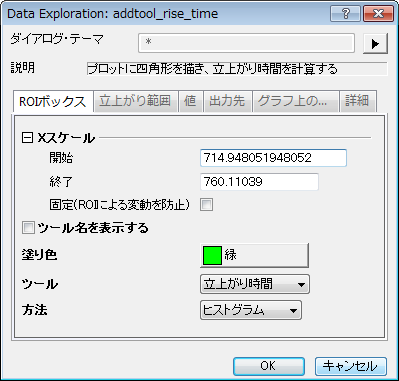 Data Exploration: addtool_rise_time
ダイアログ・テーマ *
説明 プロットに四角形を描き、立上がり時間を計算する
ROIボックス 立上がり範囲 値 出力先 グラフ上の... 詳細
Xスケール
開始 714.948051948052
終了 760.11039
固定(ROIによる変動を防止)
ツール名を表示する
塗り色 緑
ツール 立上がり時間
方法 ヒストグラム
OK キャンセル